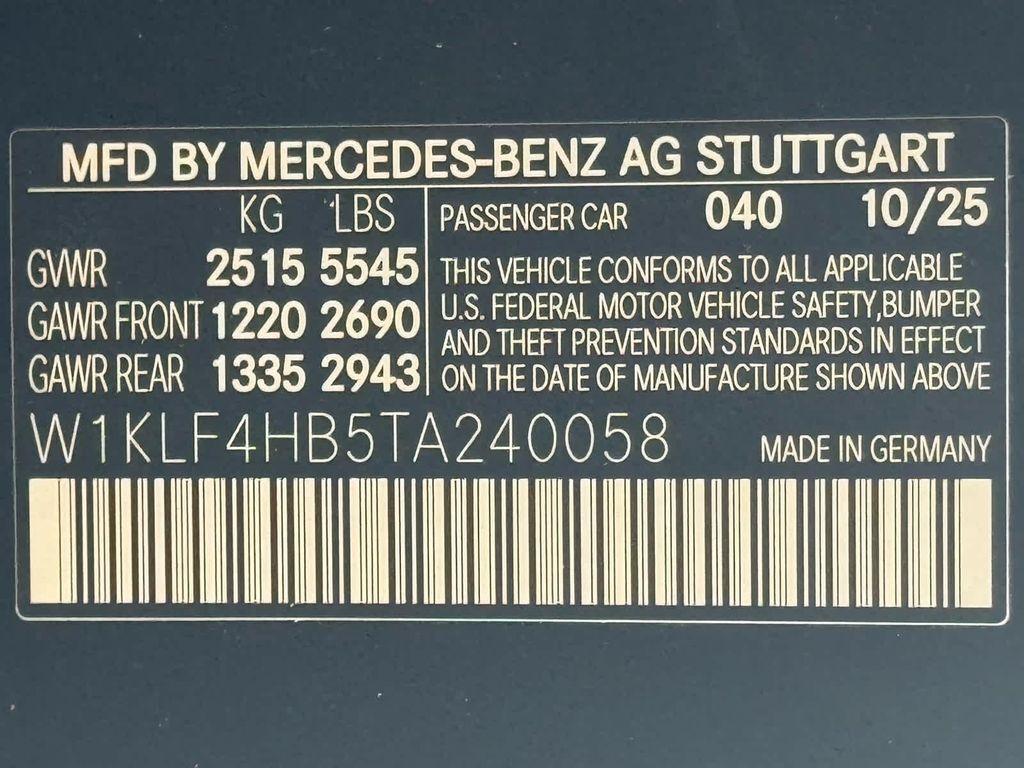 MFD BY MERCEDES-BENZ AG STUTTGART
KG LBS
GVWR 2515 5545
GAWR FRONT 1220 2690
GAWR REAR 1335 2943
PASSENGER CAR 040 10/25
THIS VEHICLE CONFORMS TO ALL APPLICABLE
U.S. FEDERAL MOTOR VEHICLE SAFETY,BUMPER
AND THEFT PREVENTION STANDARDS IN EFFECT
ON THE DATE OF MANUFACTURE SHOWN ABOVE
W1KLF4HB5TA240058
MADE IN GERMANY